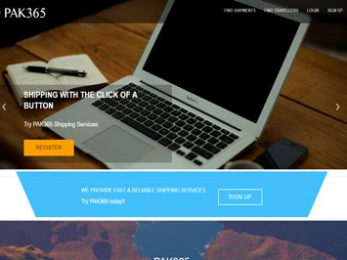 PAK365
FIND SHIPMENTS FIND TRAVELLERS LOGIN SIGN UP
SHIPPING WITH THE CLICK OF A
BUTTON
Try PAK365 Shipping Services.
REGISTER
WE PROVIDE FAST & RELIABLE SHIPPING SERVICES
Try PAK365 today!!
SIGN UP
PAK365